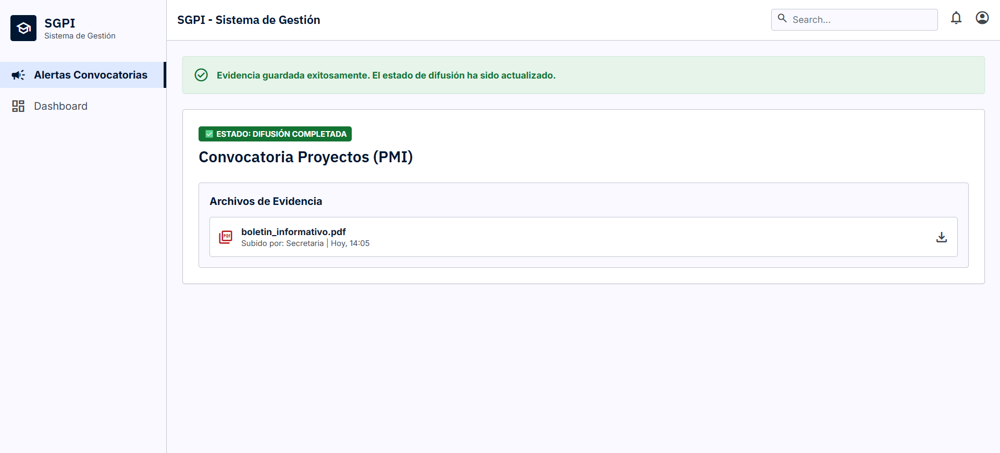 SGPI
Sistema de Gestión
Alertas Convocatorias
Dashboard
SGPI - Sistema de Gestión
Search...
Evidencia guardada exitosamente. El estado de difusión ha sido actualizado.
✅ ESTADO: DIFUSIÓN COMPLETADA
Convocatoria Proyectos (PMI)
Archivos de Evidencia
PDF
boletin_informativo.pdf
Subido por: Secretaria | Hoy, 14:05